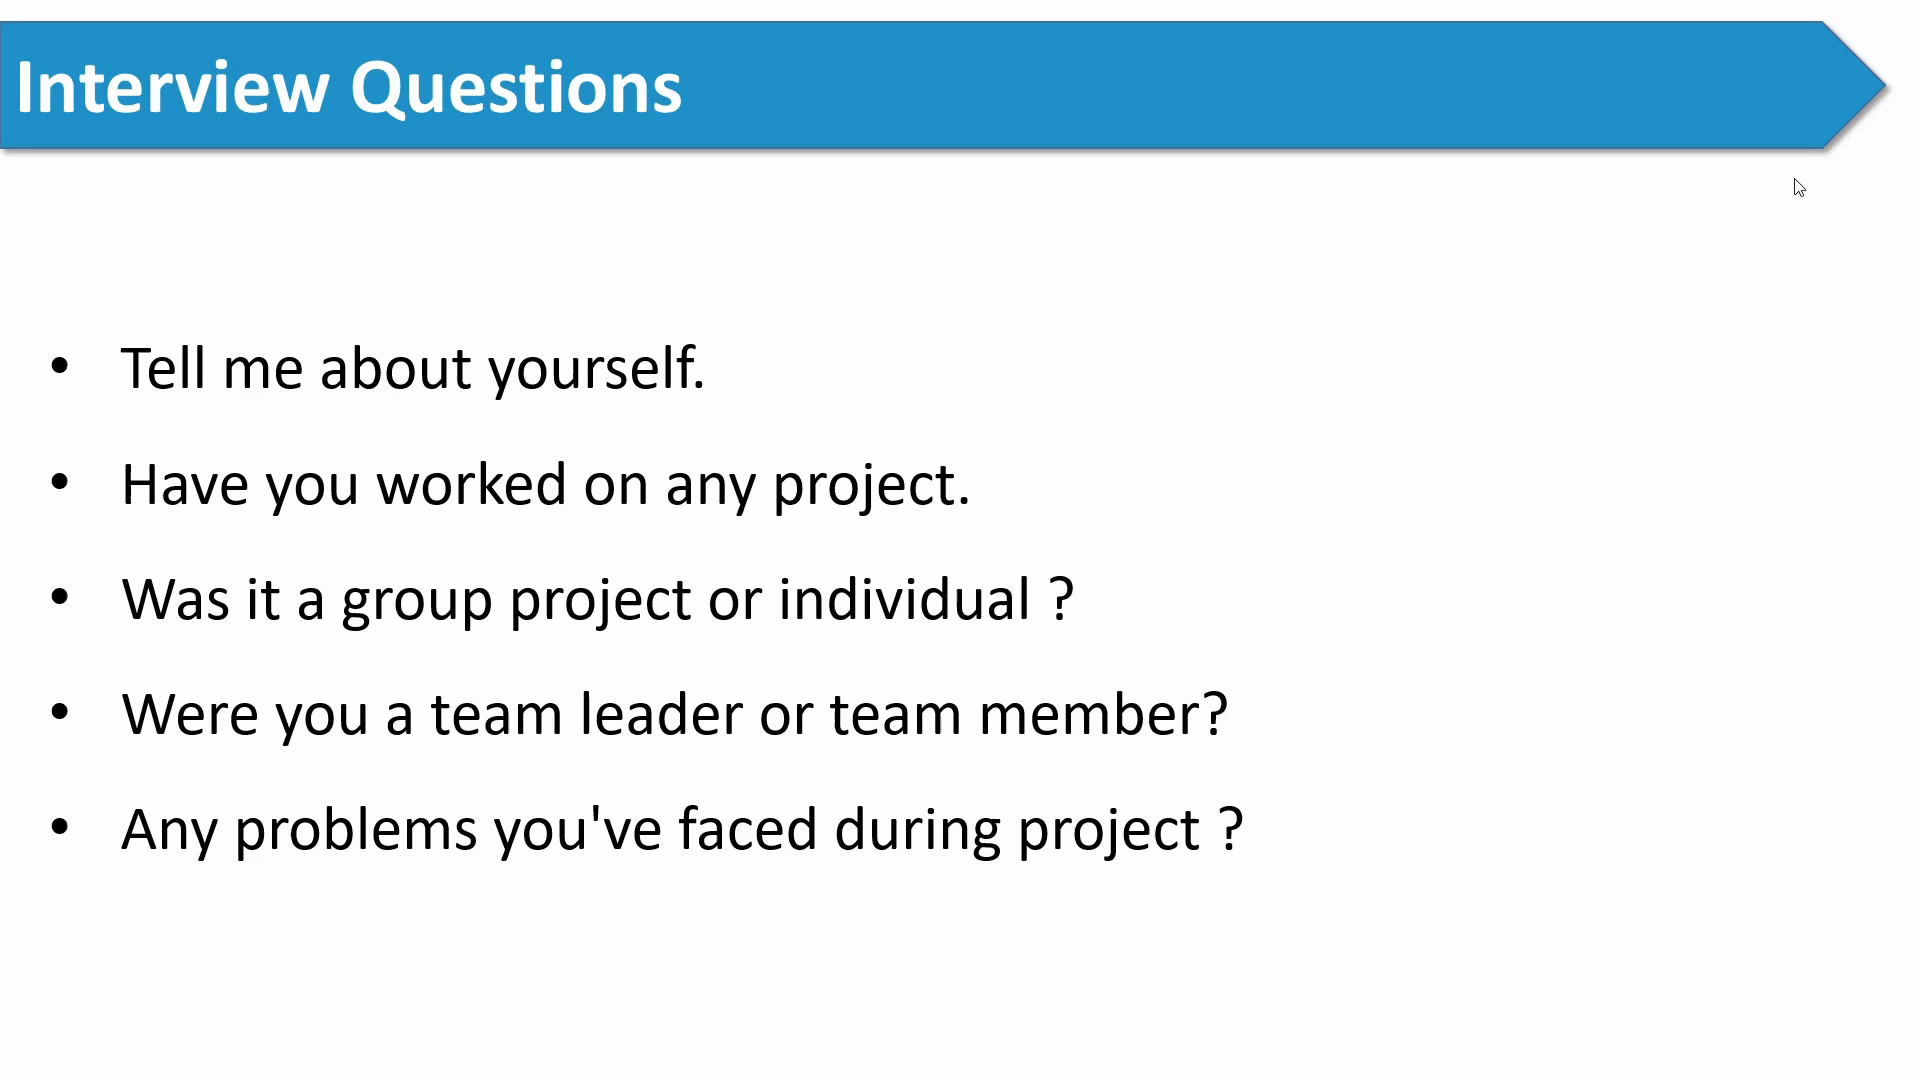 Interview Questions
• Tell me about yourself.
• Have you worked on any project.
• Was it a group project or individual ?
• Were you a team leader or team member?
• Any problems you've faced during project ?